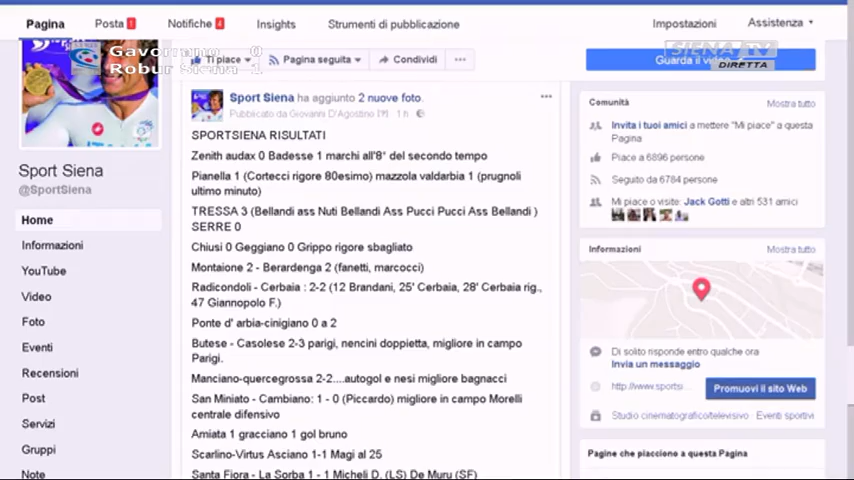 Pagina Posta 1 Notifiche 4 Insights Strumenti di pubblicazione Impostazioni Assistenza
Gavorrano 0
Robur Siena 1
SIENA TV
DIRETTA
Ti piace Pagina seguita Condividi
Guarda il video
Sport Siena
@SportSiena
Home
Informazioni
YouTube
Video
Foto
Eventi
Recensioni
Post
Servizi
Gruppi
Note
Sport Siena ha aggiunto 2 nuove foto.
Pubblicato da Giovanni D'Agostino 1 h
SPORTSIENA RISULTATI
Zenith audax 0 Badesse 1 marchi all'8° del secondo tempo
Pianella 1 (Cortecci rigore 80esimo) mazzola valdarbia 1 (prugnoli
ultimo minuto)
TRESSA 3 (Bellandi ass Nuti Bellandi Ass Pucci Pucci Ass Bellandi )
SERRE 0
Chiusi 0 Geggiano 0 Grippo rigore sbagliato
Montaione 2 - Berardenga 2 (fanetti, marcocci)
Radicondoli - Cerbaia : 2-2 (12 Brandani, 25' Cerbaia, 28' Cerbaia rig.,
47 Giannopolo F.)
Ponte d' arbia-cinigiano 0 a 2
Butese - Casolese 2-3 parigi, nencini doppietta, migliore in campo
Parigi.
Manciano-quercegrossa 2-2....autogol e nesi migliore bagnacci
San Miniato - Cambiano: 1 - 0 (Piccardo) migliore in campo Morelli
centrale difensivo
Amiata 1 gracciano 1 gol bruno
Scarlino-Virtus Asciano 1-1 Magi al 25
Santa Fiora - La Sorba 1 - 1 Micheli D. (LS) De Muru (SF)
Comunità Mostra tutto
Invita i tuoi amici a mettere "Mi piace" a questa
Pagina
Piace a 6896 persone
Seguito da 6784 persone
Mi piace o visite: Jack Gotti e altri 531 amici
Informazioni Mostra tutto
Di solito risponde entro qualche ora
Invia un messaggio
http://www.sportsi... Promuovi il sito Web
Studio cinematografico/televisivo · Eventi sportivi
Pagine che piacciono a questa Pagina